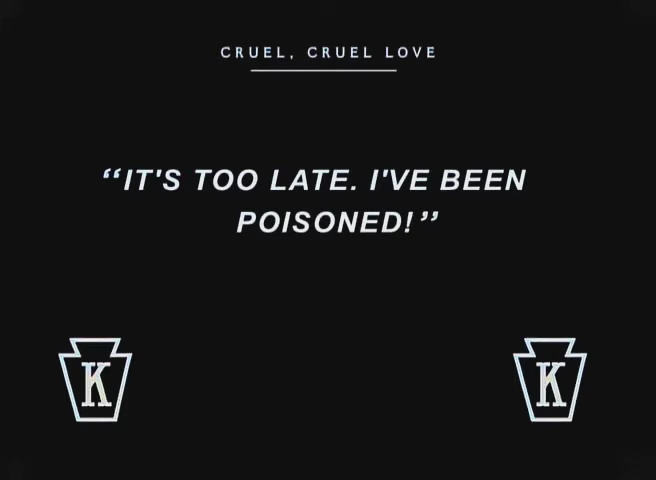 CRUEL, CRUEL LOVE
“IT'S TOO LATE. I'VE BEEN
POISONED!”
K K